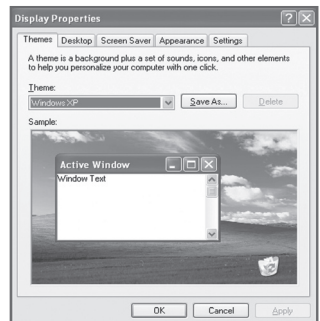 Display Properties
Themes Desktop Screen Saver Appearance Settings
A theme is a background plus a set of sounds, icons, and other elements
to help you personalize your computer with one click.
Theme:
Windows XP Save As... Delete
Sample:
Active Window
Window Text
OK Cancel Apply